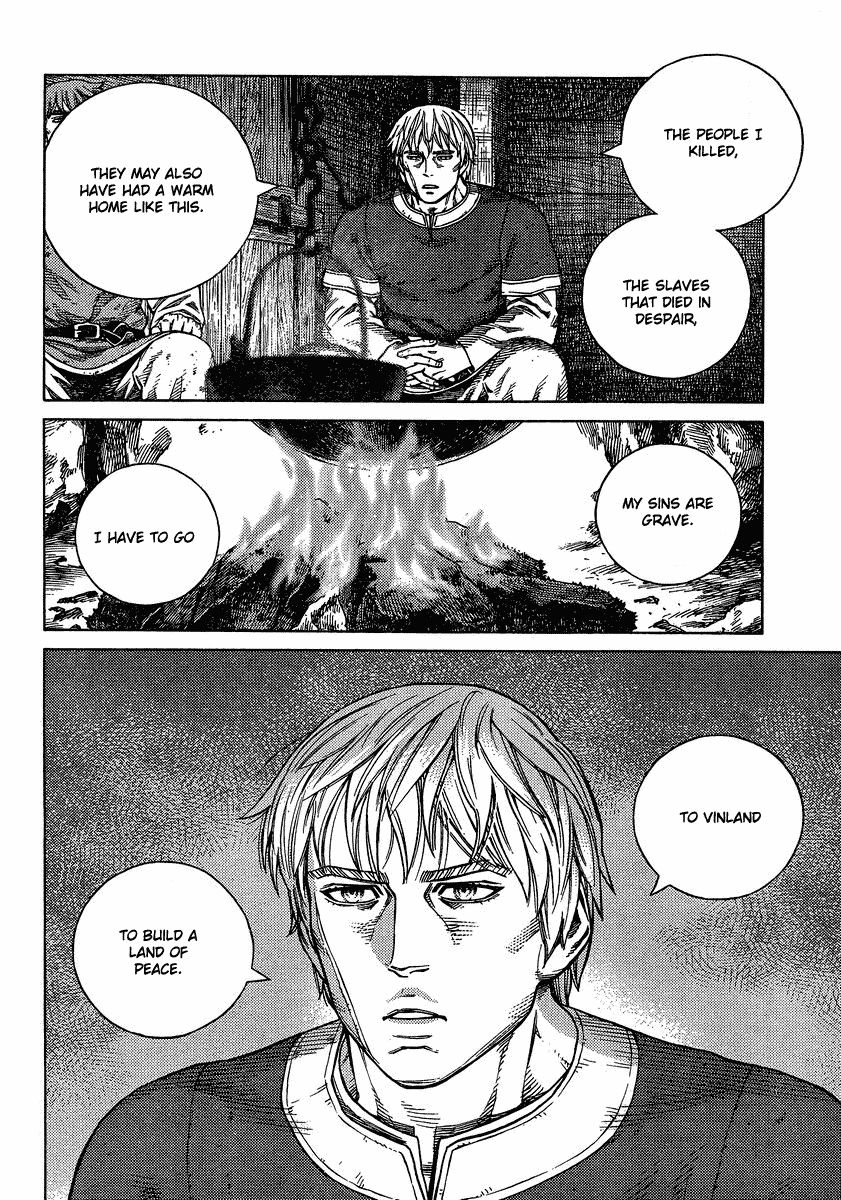 THE PEOPLE I
KILLED,
THE SLAVES
THAT DIED IN
DESPAIR,
THEY MAY ALSO
HAVE HAD A WARM
HOME LIKE THIS.
MY SINS ARE
GRAVE.
I HAVE TO GO
TO VINLAND
TO BUILD A
LAND OF
PEACE.